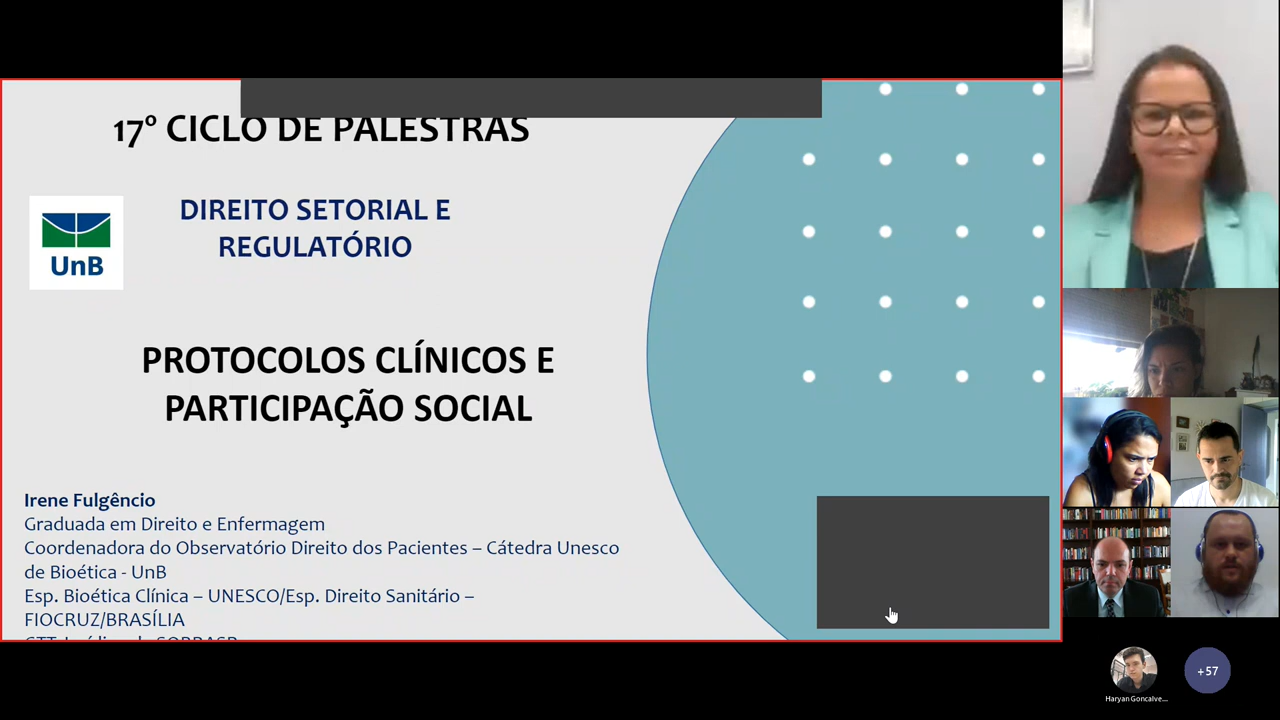 17º CICLO DE PALESTRAS
DIREITO SETORIAL E
REGULATÓRIO
UnB
PROTOCOLOS CLÍNICOS E
PARTICIPAÇÃO SOCIAL
Irene Fulgêncio
Graduada em Direito e Enfermagem
Coordenadora do Observatório Direito dos Pacientes – Cátedra Unesco
de Bioética - UnB
Esp. Bioética Clínica – UNESCO/Esp. Direito Sanitário –
FIOCRUZ/BRASÍLIA
Haryan Goncalve...
+57